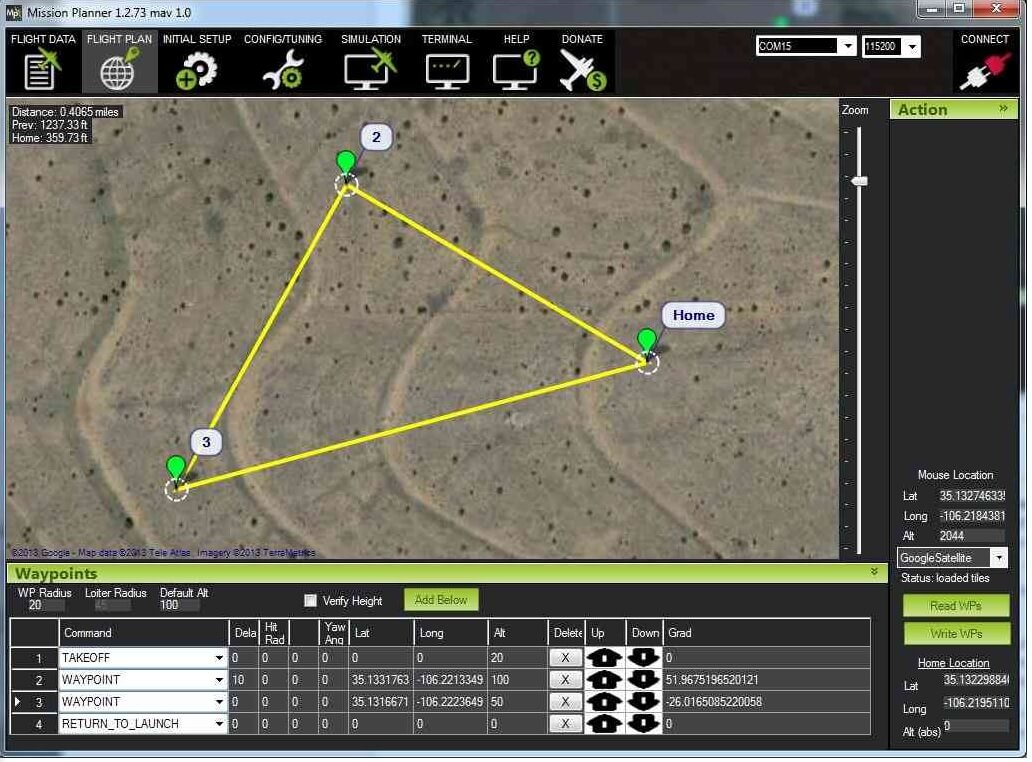 Mission Planner 1.2.73 mav 1.0
FLIGHT DATA FLIGHT PLAN INITIAL SETUP CONFIG/TUNING SIMULATION TERMINAL HELP DONATE COM15 115200 CONNECT
Distance: 0.4065 miles
Prev: 1237.33 ft
Home: 359.73 ft
2
Home
3
©2013 Google - Map data ©2013 Tele Atlas, Imagery ©2013 TerraMetrics
Zoom
Action »
Mouse Location
Lat 35.132746335
Long -106.2184381
Alt 2044
GoogleSatellite
Status: loaded tiles
Read WPs
Write WPs
Home Location
Lat 35.13229884
Long -106.2195110
Alt (abs) 0
Waypoints
WP Radius Loiter Radius Default Alt
20 45 100 Verify Height Add Below
Command Dela Hit Rad Yaw Ang Lat Long Alt Delete Up Down Grad
1 TAKEOFF 0 0 0 0 0 0 20 X 0
2 WAYPOINT 10 0 0 0 35.1331763 -106.2213349 100 X 51.9675196520121
3 WAYPOINT 0 0 0 0 35.1316671 -106.2223649 50 X -26.0165085220058
4 RETURN_TO_LAUNCH 0 0 0 0 0 0 0 X 0